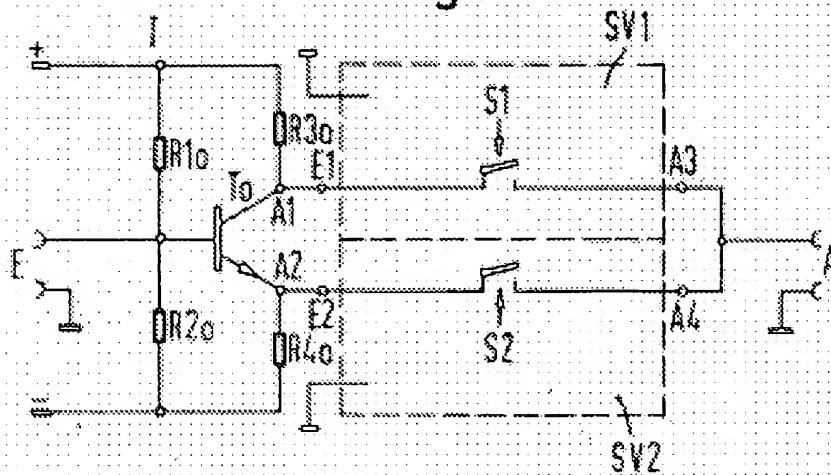 SV1
I
+
S1
R3o
R1o
E1
A3
To
A1
E
A2
A
E2
A4
R2o
R4o
S2
–
SV2